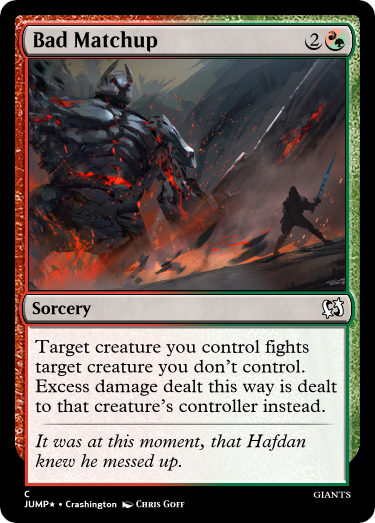 Bad Matchup 2
Sorcery
Target creature you control fights
target creature you don't control.
Excess damage dealt this way is dealt
to that creature's controller instead.
It was at this moment, that Hafdan
knew he messed up.
C GIANTS
JUMP★ • Crashington Chris Goff